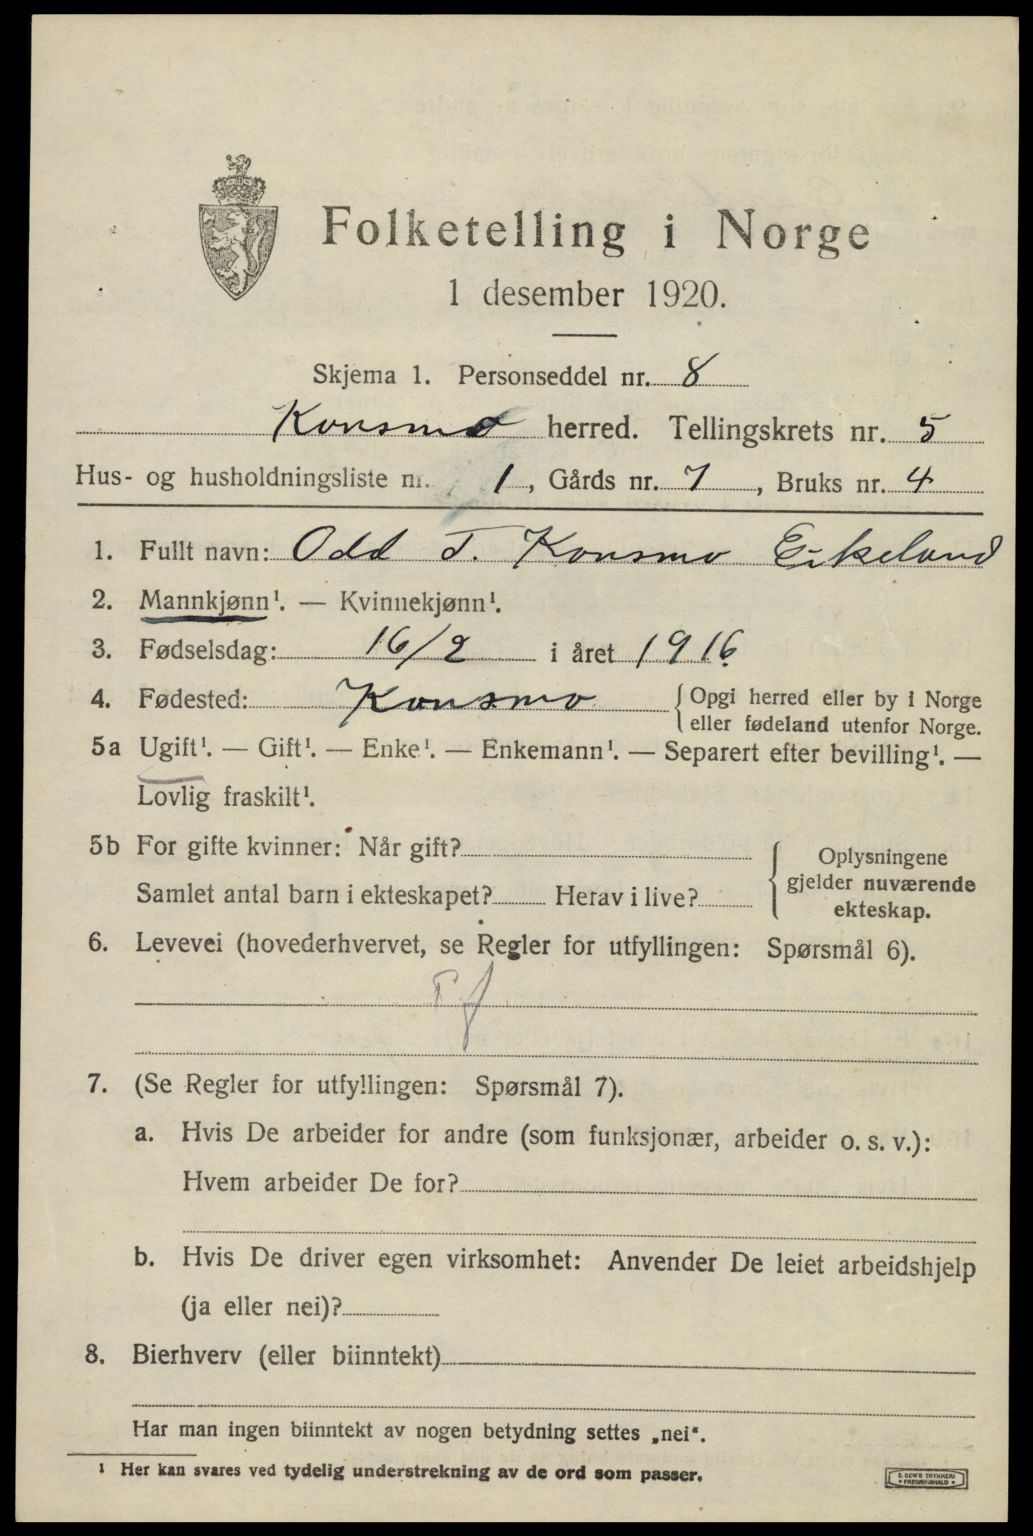 Folketelling i Norge
1 desember 1920.
Skjema 1. Personseddel nr. 8
Konsmo herred. Tellingskrets nr. 5
Hus- og husholdningsliste nr. 1, Gårds nr. 7, Bruks nr. 4
1. Fullt navn: Odd T. Konsmo Eikeland
2. Mannkjønn¹. — Kvinnekjønn¹.
3. Fødselsdag: 16/2 i året 1916
4. Fødested: Konsmo { Opgi herred eller by i Norge
eller fødeland utenfor Norge.
5a Ugift¹. — Gift¹. — Enke¹. — Enkemann¹. — Separert efter bevilling¹. —
Lovlig fraskilt¹.
5b For gifte kvinner: Når gift?
Samlet antal barn i ekteskapet? Herav i live?
{ Oplysningene
gjelder nuværende
ekteskap.
6. Levevei (hovederhvervet, se Regler for utfyllingen: Spørsmål 6).
7. (Se Regler for utfyllingen: Spørsmål 7).
a. Hvis De arbeider for andre (som funksjonær, arbeider o. s. v.):
Hvem arbeider De for?
b. Hvis De driver egen virksomhet: Anvender De leiet arbeidshjelp
(ja eller nei)?
8. Bierhverv (eller biinntekt)
Har man ingen biinntekt av nogen betydning settes „nei".
¹ Her kan svares ved tydelig understrekning av de ord som passer.
E. SEM'S TRYKKERI
FREDRIKSHALD